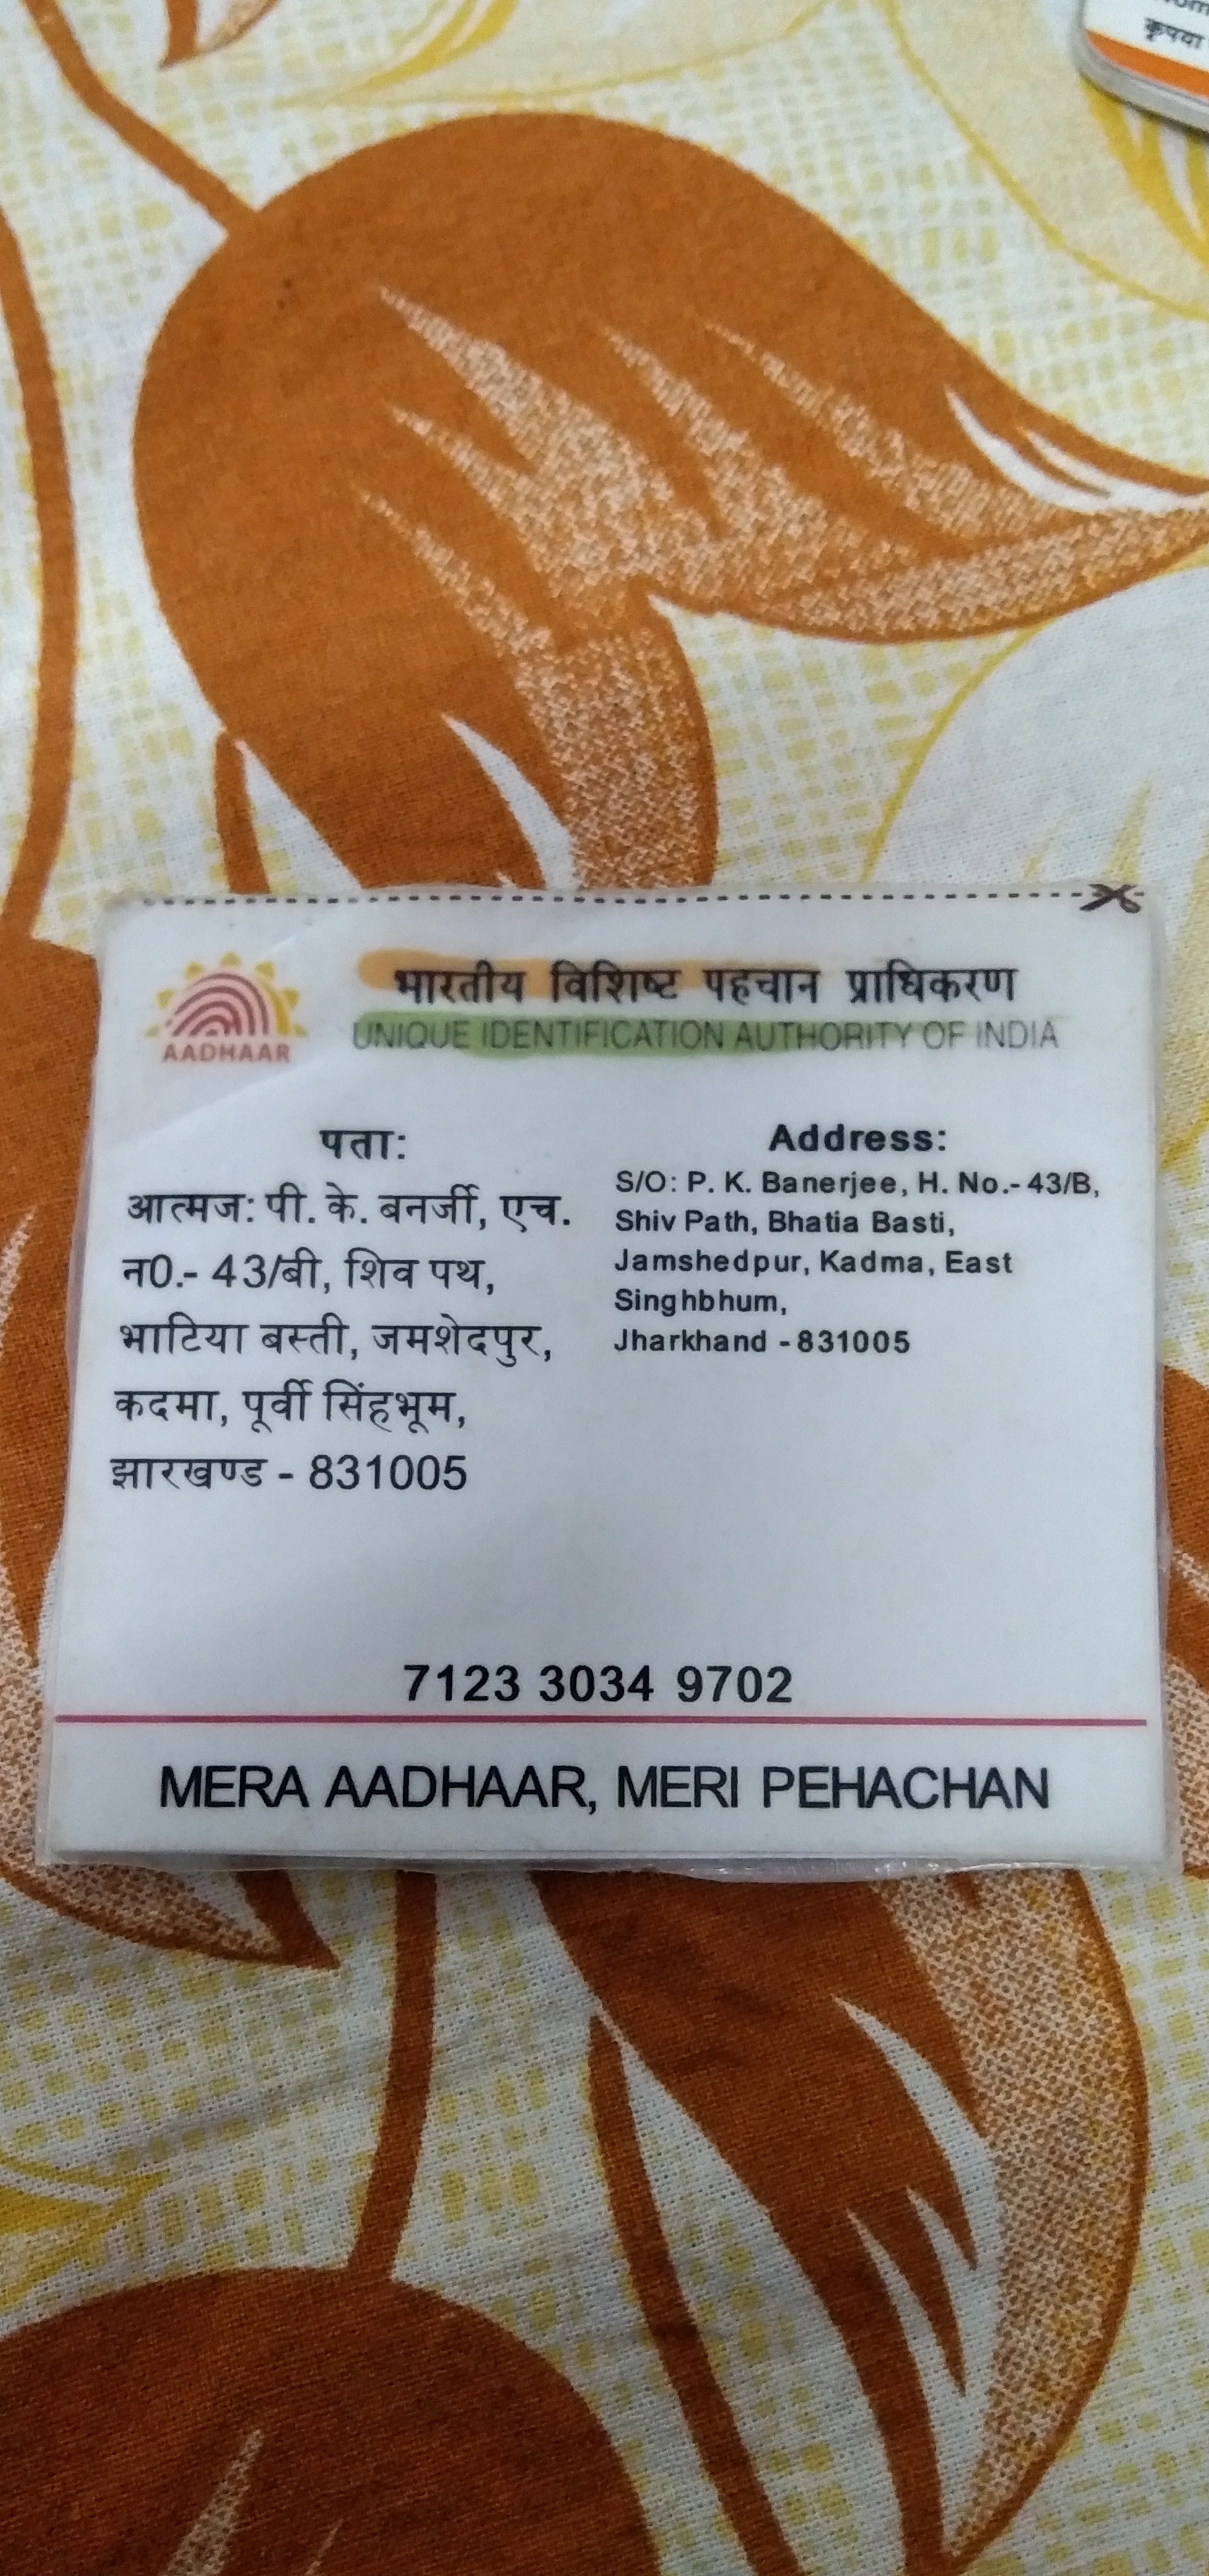 कृपया
AADHAAR
भारतीय विशिष्ट पहचान प्राधिकरण
UNIQUE IDENTIFICATION AUTHORITY OF INDIA
पता:
आत्मज: पी. के. बनर्जी, एच.
न0.- 43/बी, शिव पथ,
भाटिया बस्ती, जमशेदपुर,
कदमा, पूर्वी सिंहभूम,
झारखण्ड - 831005
Address:
S/O: P. K. Banerjee, H. No.- 43/B,
Shiv Path, Bhatia Basti,
Jamshedpur, Kadma, East
Singhbhum,
Jharkhand - 831005
7123 3034 9702
MERA AADHAAR, MERI PEHACHAN